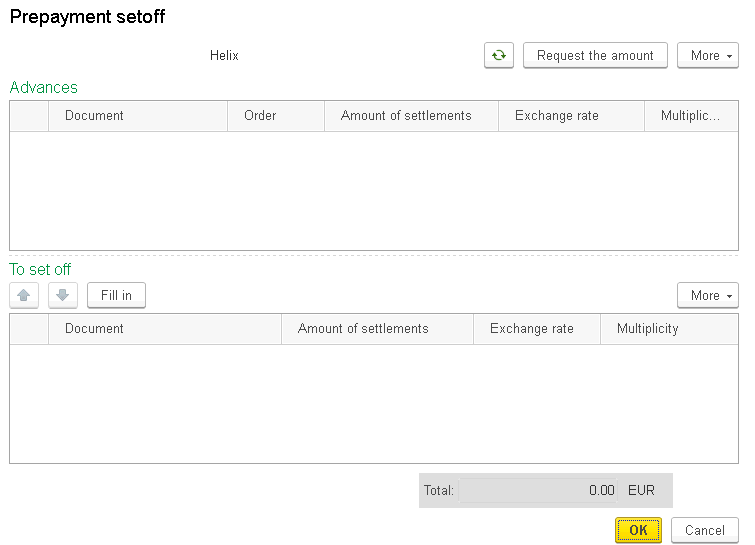 Prepayment setoff
Helix Request the amount More
Advances
Document Order Amount of settlements Exchange rate Multiplic...
To set off
Fill in More
Document Amount of settlements Exchange rate Multiplicity
Total: 0.00 EUR
OK Cancel